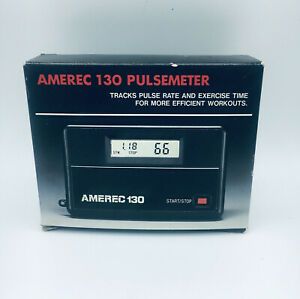 AMEREC 130 PULSEMETER
TRACKS PULSE RATE AND EXERCISE TIME
FOR MORE EFFICIENT WORKOUTS.
1.18 66
STW. STOP
AMEREC 130
START/STOP